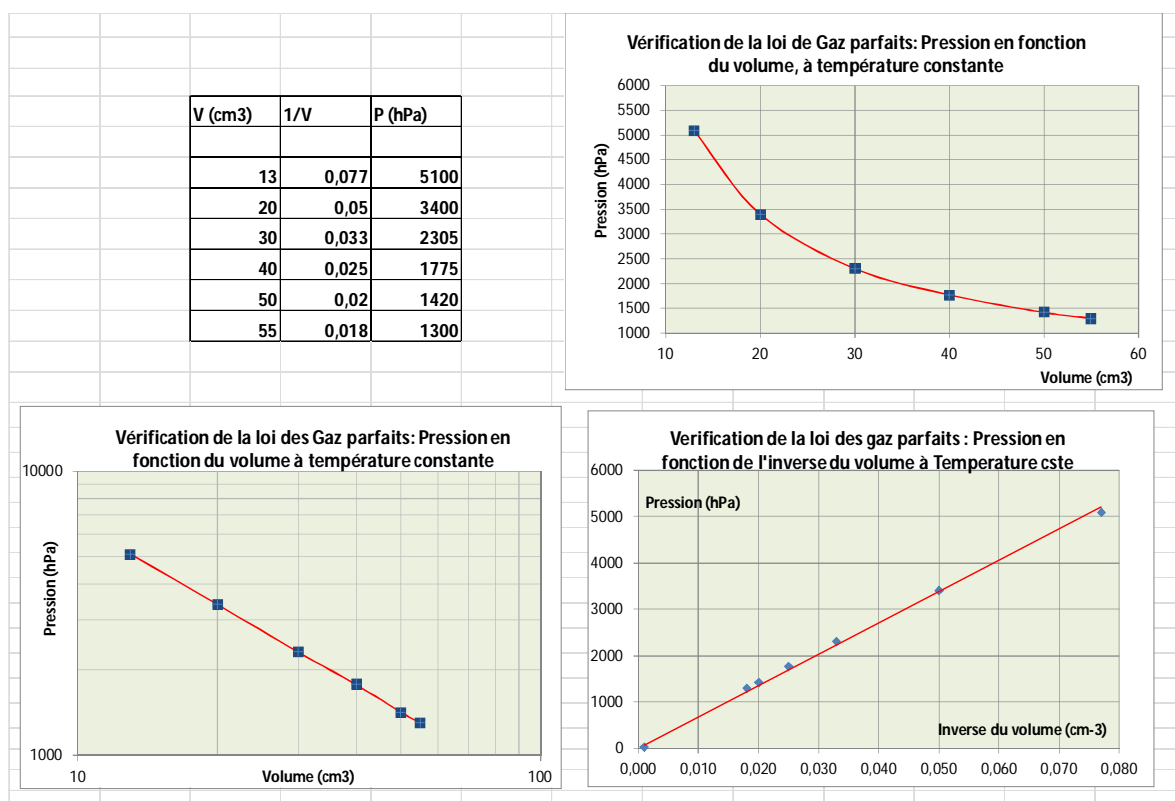 V (cm3) 1/V P (hPa)
13 0,077 5100
20 0,05 3400
30 0,033 2305
40 0,025 1775
50 0,02 1420
55 0,018 1300
Vérification de la loi de Gaz parfaits: Pression en fonction
du volume, à température constante
6000
5500
5000
4500
4000
3500
3000
2500
2000
1500
1000
Pression (hPa)
10 20 30 40 50 60
Volume (cm3)
Vérification de la loi des Gaz parfaits: Pression en
fonction du volume à température constante
10000
1000
Pression (hPa)
10 100
Volume (cm3)
Verification de la loi des gaz parfaits : Pression en
fonction de l'inverse du volume à Temperature cste
6000
5000
4000
3000
2000
1000
0
Pression (hPa)
Inverse du volume (cm-3)
0,000 0,010 0,020 0,030 0,040 0,050 0,060 0,070 0,080